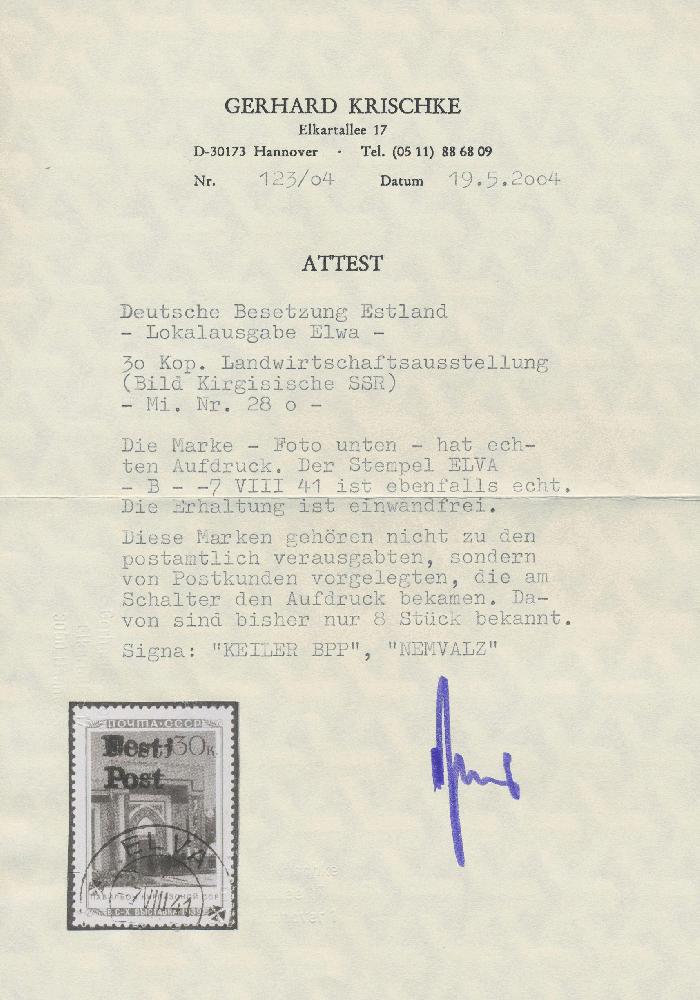 GERHARD KRISCHKE
Elkartallee 17
D-30173 Hannover · Tel. (05 11) 88 68 09
Nr. 123/04 Datum 19.5.2004
ATTEST
Deutsche Besetzung Estland
- Lokalausgabe Elwa -
30 Kop. Landwirtschaftsausstellung
(Bild Kirgisische SSR)
- Mi. Nr. 28 o -
Die Marke - Foto unten - hat ech-
ten Aufdruck. Der Stempel ELVA
- B - -7 VIII 41 ist ebenfalls echt.
Die Erhaltung ist einwandfrei.
Diese Marken gehören nicht zu den
postamtlich verausgabten, sondern
von Postkunden vorgelegten, die am
Schalter den Aufdruck bekamen. Da-
von sind bisher nur 8 Stück bekannt.
Signa: "KEILER BPP", "NEMVALZ"
ПОЧТА•СССР
Eesti 30 к.
Post
ELVA
7 VIII 41